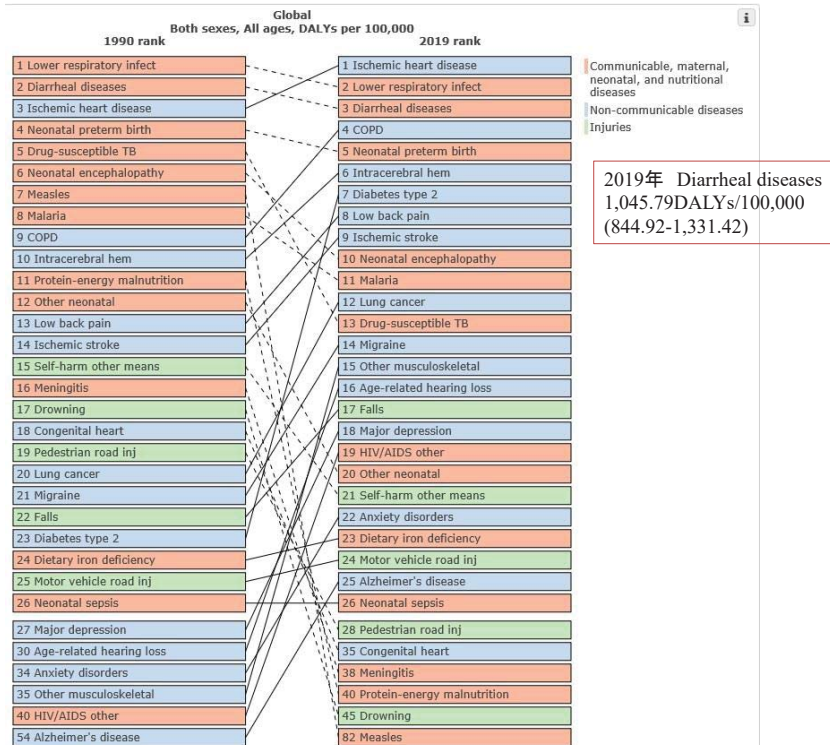 Global
Both sexes, All ages, DALYs per 100,000
1990 rank
2019 rank
1 Lower respiratory infect
2 Diarrheal diseases
3 Ischemic heart disease
4 Neonatal preterm birth
5 Drug-susceptible TB
6 Neonatal encephalopathy
7 Measles
8 Malaria
9 COPD
10 Intracerebral hem
11 Protein-energy malnutrition
12 Other neonatal
13 Low back pain
14 Ischemic stroke
15 Self-harm other means
16 Meningitis
17 Drowning
18 Congenital heart
19 Pedestrian road inj
20 Lung cancer
21 Migraine
22 Falls
23 Diabetes type 2
24 Dietary iron deficiency
25 Motor vehicle road inj
26 Neonatal sepsis
27 Major depression
30 Age-related hearing loss
34 Anxiety disorders
35 Other musculoskeletal
40 HIV/AIDS other
54 Alzheimer's disease
1 Ischemic heart disease
2 Lower respiratory infect
3 Diarrheal diseases
4 COPD
5 Neonatal preterm birth
6 Intracerebral hem
7 Diabetes type 2
8 Low back pain
9 Ischemic stroke
10 Neonatal encephalopathy
11 Malaria
12 Lung cancer
13 Drug-susceptible TB
14 Migraine
15 Other musculoskeletal
16 Age-related hearing loss
17 Falls
18 Major depression
19 HIV/AIDS other
20 Other neonatal
21 Self-harm other means
22 Anxiety disorders
23 Dietary iron deficiency
24 Motor vehicle road inj
25 Alzheimer's disease
26 Neonatal sepsis
28 Pedestrian road inj
35 Congenital heart
38 Meningitis
40 Protein-energy malnutrition
45 Drowning
82 Measles
i
Communicable, maternal,
neonatal, and nutritional
diseases
Non-communicable diseases
Injuries
2019年 Diarrheal diseases
1,045.79DALYs/100,000
(844.92-1,331.42)